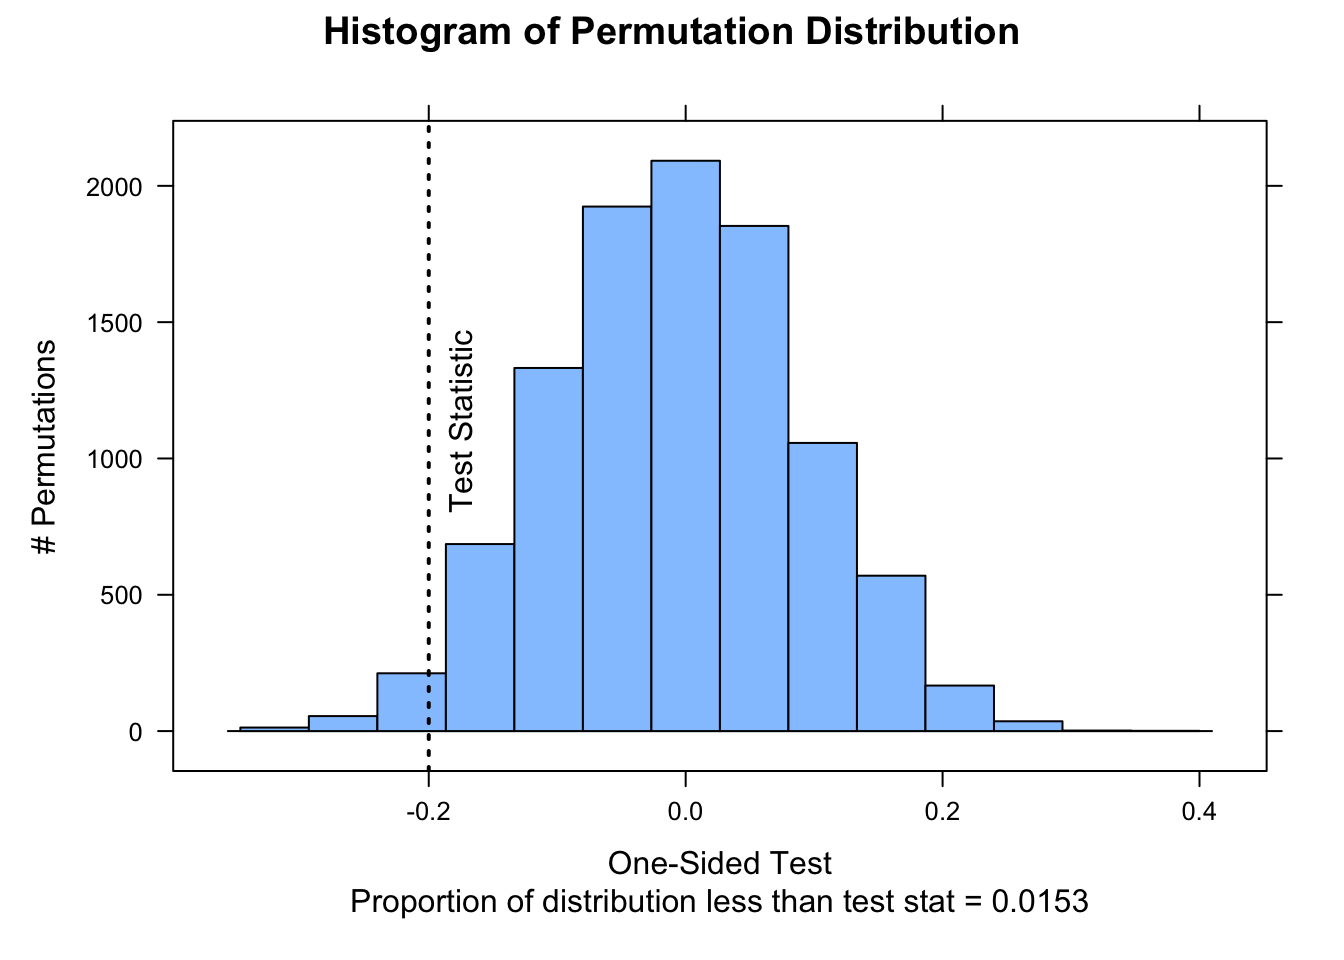 Histogram of Permutation Distribution
2000
1500
1000
500
0
# Permutations
Test Statistic
-0.2
0.0
0.2
0.4
One-Sided Test
Proportion of distribution less than test stat = 0.0153